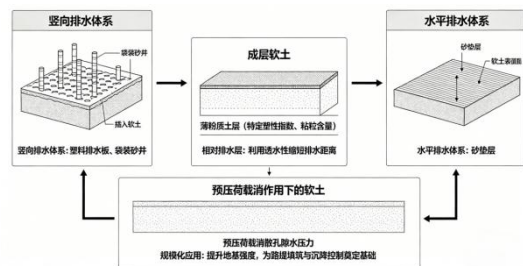 竖向排水体系
袋装砂井
插入软土
竖向排水体系：塑料排水板、袋装砂井
成层软土
薄粉质土层（特定塑性指数、粘粒含量）
相对排水层：利用透水性缩短排水距离
水平排水体系
砂垫层
水平排水体系：砂垫层
预压荷载消作用下的软土
预压荷载消散孔隙水压力
规模化应用：提升地基强度，为路提填筑与沉降控制奠定基础